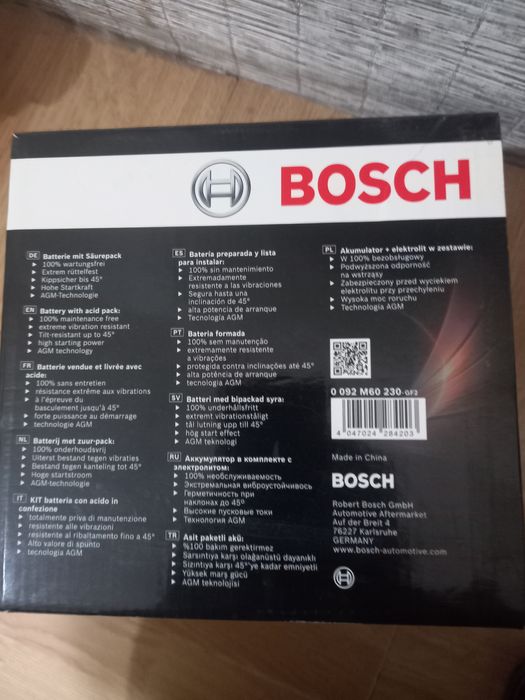 BOSCH
DE Batterie mit Säurepack
▶ 100% wartungsfrei
▶ Extrem rüttelfest
▶ Kippsicher bis 45°
▶ Hohe Startkraft
▶ AGM-Technologie
EN Battery with acid pack:
▶ 100% maintenance free
▶ extreme vibration resistant
▶ Tilt-resistant up to 45°
▶ high starting power
▶ AGM technology
FR Batterie vendue et livrée avec
acide:
▶ 100% sans entretien
▶ résistance extrême aux vibrations
▶ à l'épreuve du
basculement jusqu'à 45°
▶ forte puissance au démarrage
▶ technologie AGM
NL Batterij met zuur-pack:
▶ 100% onderhoudsvrij
▶ Uiterst bestand tegen vibraties
▶ Bestand tegen kanteling tot 45°
▶ Hoge startstroom
▶ AGM-technologie
IT KIT batteria con acido in
confezione
▶ totalmente priva di manutenzione
▶ resistente alle vibrazioni
▶ resistente al ribaltamento fino a 45°
▶ Alto valore di spunto
▶ tecnologia AGM
ES Batería preparada y lista
para instalar:
▶ 100% sin mantenimiento
▶ Extremadamente
resistente a las vibraciones
▶ Segura hasta una
inclinación de 45°
▶ alta potencia de arranque
▶ Tecnología AGM
PT Bateria formada
▶ 100% sem manutenção
▶ extremamente resistente
a vibrações
▶ protegida contra inclinações até 45°
▶ alta potência de arranque
▶ tecnologia AGM
SV Batteri med bipackad syra:
▶ 100% underhållsfritt
▶ extremt vibrationståligt
▶ tål lutning upp till 45°
▶ hög start effect
▶ AGM teknologi
RU Аккумулятор в комплекте с
электролитом:
▶ 100% необслуживаемость
▶ Экстремальная виброустойчивось
▶ Герметичность при
наклонах до 45°
▶ Высокие пусковые токи
▶ Технология AGM
TR Asit paketli akü:
▶ %100 bakım gerektirmez
▶ Sarsıntıya karşı olağanüstü dayanıklı
▶ Sızıntıya karşı 45°'ye kadar emniyetli
▶ Yüksek marş gücü
▶ AGM teknolojisi
PL Akumulator + elektrolit w zestawie:
▶ W 100% bezobsługowy
▶ Podwyższona odporność
na wstrząsy
▶ Zabezpieczony przed wyciekiem
elektrolitu przy przechyleniu
▶ Wysoka moc rozruchu
▶ Technologia AGM
0 092 M60 230-GF2
4 047024 284203
Made in China
BOSCH
Robert Bosch GmbH
Automotive Aftermarket
Auf der Breit 4
76227 Karlsruhe
GERMANY
www.bosch-automotive.com